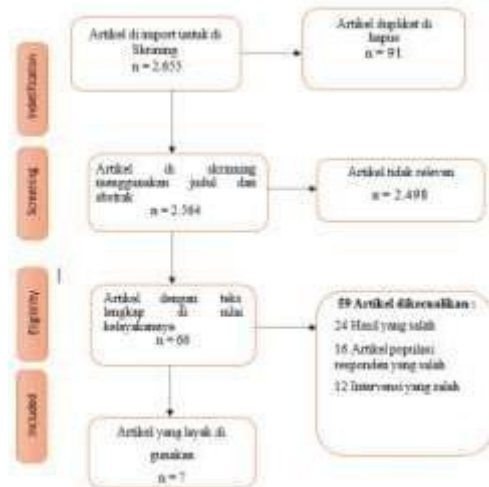 Indetification
Artikel di import untuk di
Skrining
n = 2.655
Artikel duplikat di
hapus
n = 91
Screening
Artikel di skrinning
menggunakan judul dan
abstrak
n = 2.564
Artikel tidak relevan
n = 2.498
Eligibility
Artikel dengan teks
lengkap di nilai
kelayakannya
n = 66
59 Artikel dikecualikan :
24 Hasil yang salah
16 Artikel populasi
responden yang salah
12 Intervensi yang salah
Included
Artikel yang layak di
gunakan
n = 7